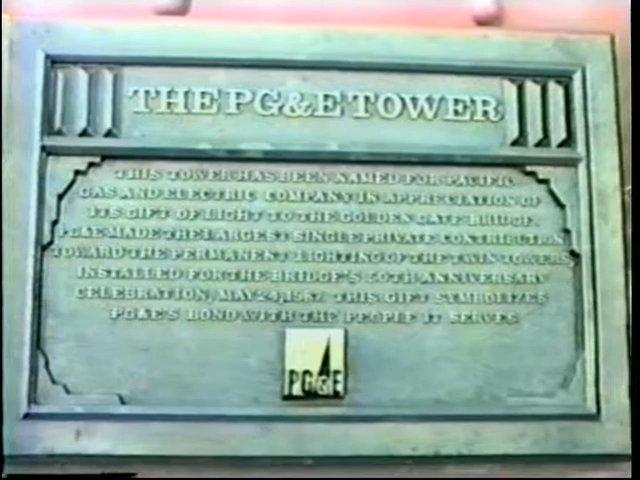 THE PG&E TOWER
THIS TOWER HAS BEEN NAMED FOR PACIFIC
GAS AND ELECTRIC COMPANY IN APPRECIATION OF
ITS GIFT OF LIGHT TO THE GOLDEN GATE BRIDGE.
PG&E MADE THE LARGEST SINGLE PRIVATE CONTRIBUTION
TOWARD THE PERMANENT LIGHTING OF THE TWIN TOWERS
INSTALLED FOR THE BRIDGE'S 50TH ANNIVERSARY
CELEBRATION, MAY 24, 1987. THIS GIFT SYMBOLIZES
PG&E'S BOND WITH THE PEOPLE IT SERVES
PG&E